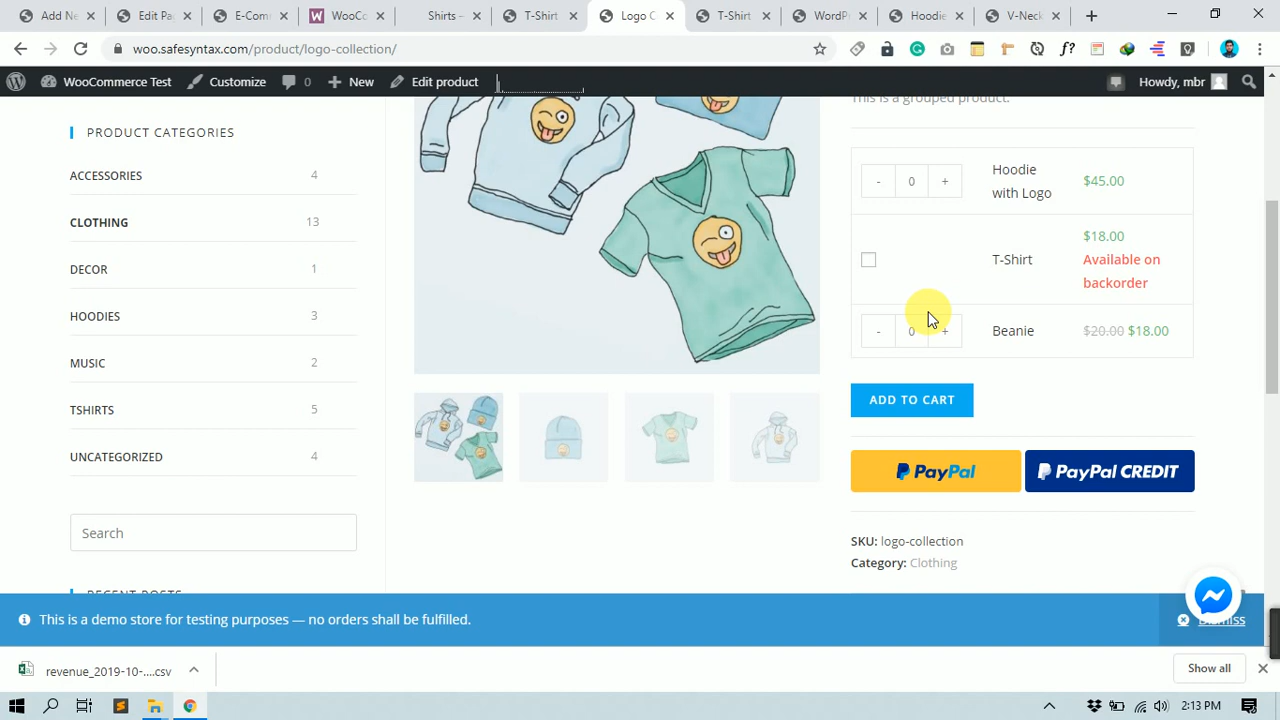 Add Ne
Edit Pa
E-Com
WooCo
Shirts –
T-Shirt
Logo C
T-Shirt
WordPr
Hoodie
V-Neck
woo.safesyntax.com/product/logo-collection/
WooCommerce Test
Customize
0
New
Edit product
Howdy, mbr
This is a grouped product.
PRODUCT CATEGORIES
ACCESSORIES 4
CLOTHING 13
DECOR 1
HOODIES 3
MUSIC 2
TSHIRTS 5
UNCATEGORIZED 4
Search
RECENT POSTS
- 0 + Hoodie with Logo $45.00
T-Shirt $18.00
Available on
backorder
- 0 + Beanie $20.00 $18.00
ADD TO CART
PayPal
PayPal CREDIT
SKU: logo-collection
Category: Clothing
This is a demo store for testing purposes — no orders shall be fulfilled.
Dismiss
revenue_2019-10-....csv
Show all
2:13 PM